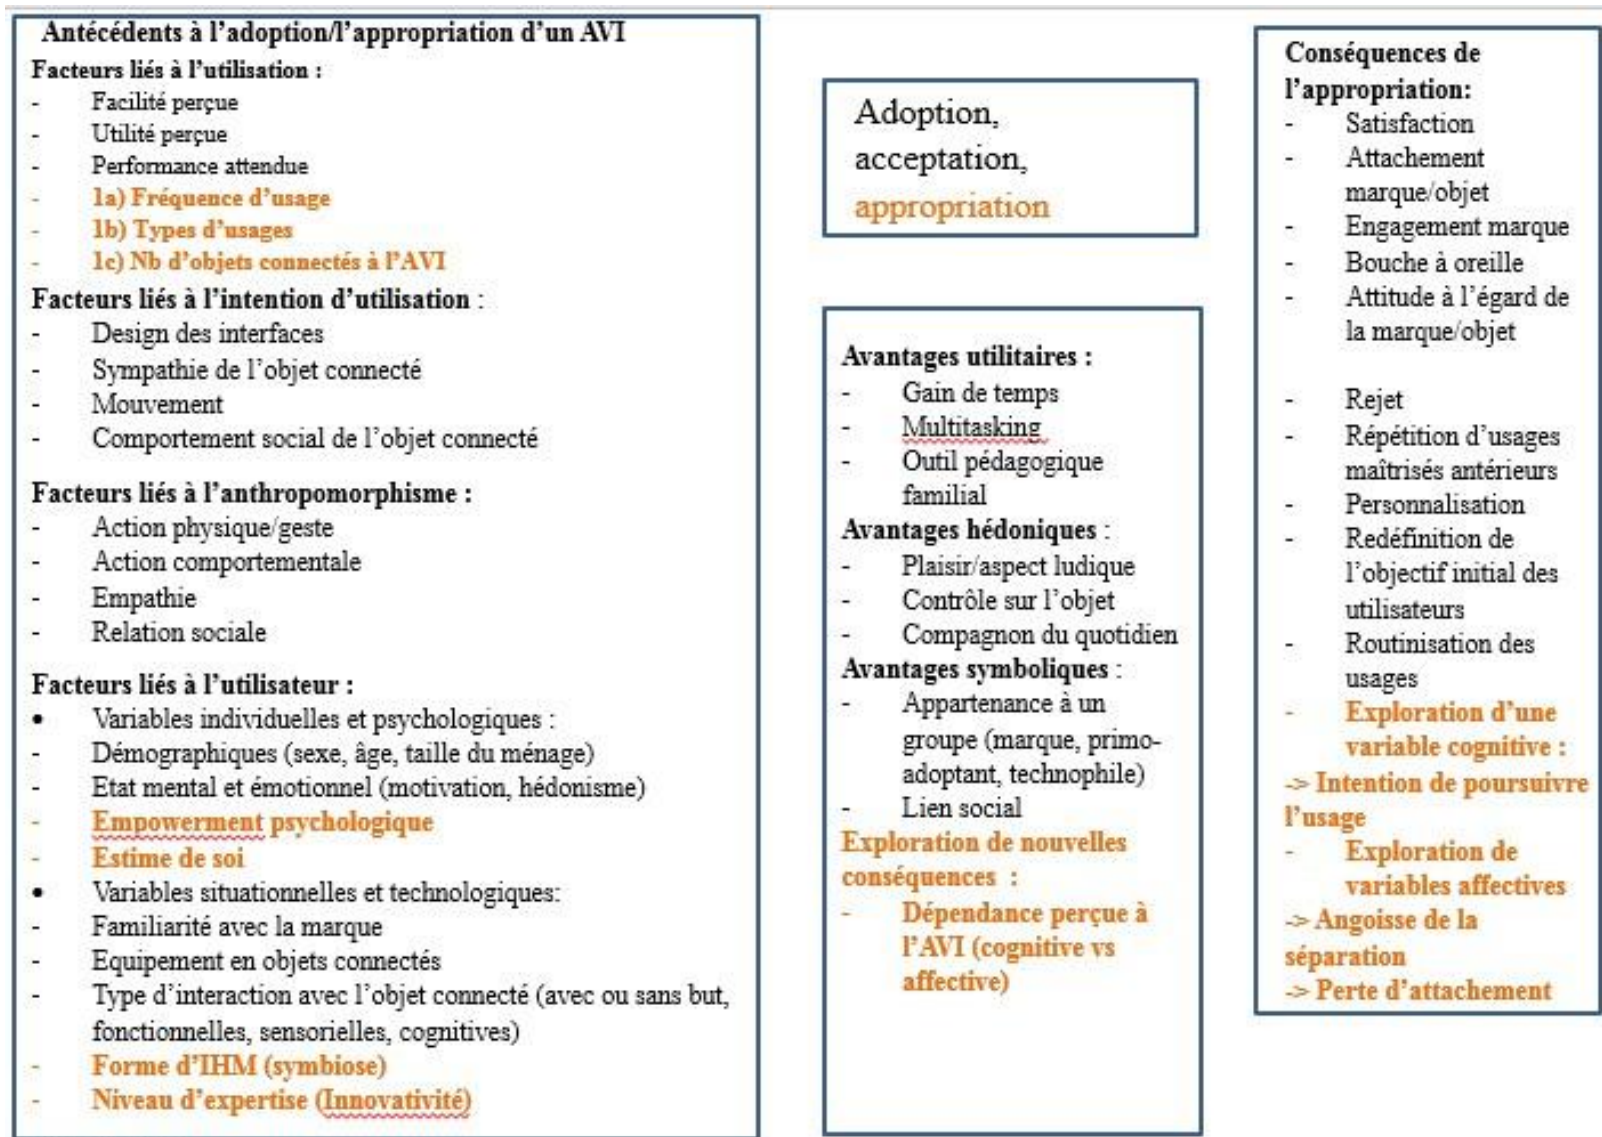 Antécédents à l'adoption/l'appropriation d'un AVI
Facteurs liés à l'utilisation :
- Facilité perçue
- Utilité perçue
- Performance attendue
- 1a) Fréquence d'usage
- 1b) Types d'usages
- 1c) Nb d'objets connectés à l'AVI
Facteurs liés à l'intention d'utilisation :
- Design des interfaces
- Sympathie de l'objet connecté
- Mouvement
- Comportement social de l'objet connecté
Facteurs liés à l'anthropomorphisme :
- Action physique/geste
- Action comportementale
- Empathie
- Relation sociale
Facteurs liés à l'utilisateur :
• Variables individuelles et psychologiques :
- Démographiques (sexe, âge, taille du ménage)
- Etat mental et émotionnel (motivation, hédonisme)
- Empowerment psychologique
- Estime de soi
• Variables situationnelles et technologiques:
- Familiarité avec la marque
- Equipement en objets connectés
- Type d'interaction avec l'objet connecté (avec ou sans but,
fonctionnelles, sensorielles, cognitives)
- Forme d'IHM (symbiose)
- Niveau d'expertise (Innovativité)
Adoption,
acceptation,
appropriation
Avantages utilitaires :
- Gain de temps
- Multitasking
- Outil pédagogique
familial
Avantages hédoniques :
- Plaisir/aspect ludique
- Contrôle sur l'objet
- Compagnon du quotidien
Avantages symboliques :
- Appartenance à un
groupe (marque, primo-
adoptant, technophile)
- Lien social
Exploration de nouvelles
conséquences :
- Dépendance perçue à
l'AVI (cognitive vs
affective)
Conséquences de
l'appropriation:
- Satisfaction
- Attachement
marque/objet
- Engagement marque
- Bouche à oreille
- Attitude à l'égard de
la marque/objet
- Rejet
- Répétition d'usages
maîtrisés antérieurs
- Personnalisation
- Redéfinition de
l'objectif initial des
utilisateurs
- Routinisation des
usages
- Exploration d'une
variable cognitive :
-> Intention de poursuivre
l'usage
- Exploration de
variables affectives
-> Angoisse de la
séparation
-> Perte d'attachement